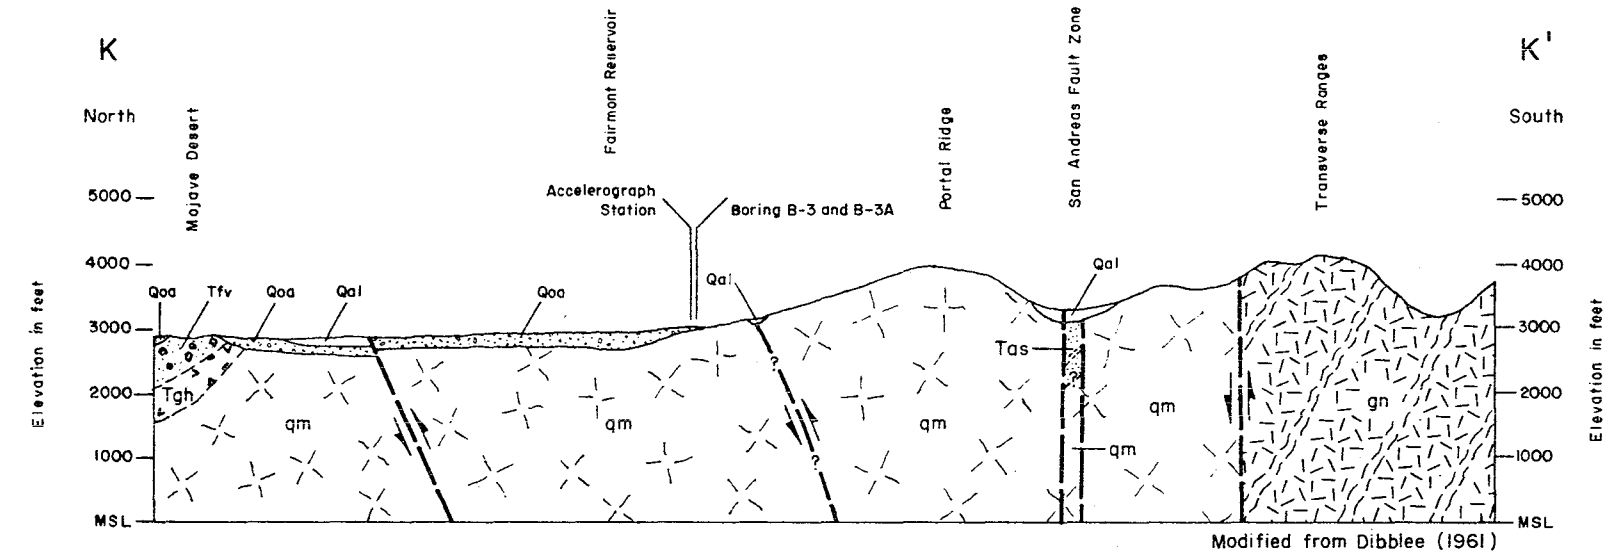 K
K'
North
South
Mojave Desert
Fairmont Reservoir
Portal Ridge
San Andreas Fault Zone
Transverse Ranges
Accelerograph
Station
Boring B-3 and B-3A
5000
4000
3000
2000
1000
MSL
Elevation in feet
Qoa
Tfv
Qoa
Qal
Qoa
Qal
Qal
Tgh
qm
?
?
qm
qm
Tas
?
qm
qm
gn
5000
4000
3000
2000
1000
MSL
Elevation in feet
Modified from Dibblee (1961)